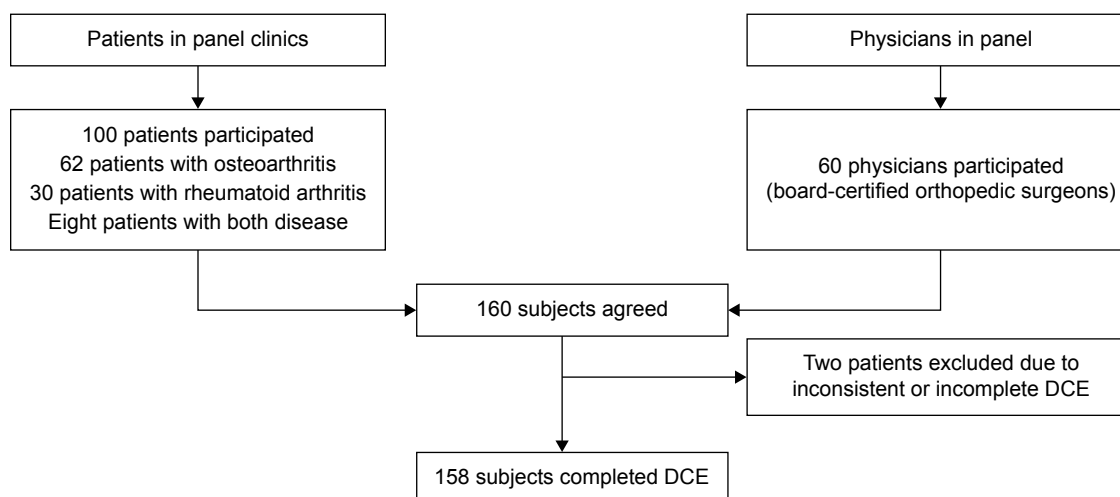 Patients in panel clinics
Physicians in panel
100 patients participated
62 patients with osteoarthritis
30 patients with rheumatoid arthritis
Eight patients with both disease
60 physicians participated
(board-certified orthopedic surgeons)
160 subjects agreed
Two patients excluded due to
inconsistent or incomplete DCE
158 subjects completed DCE